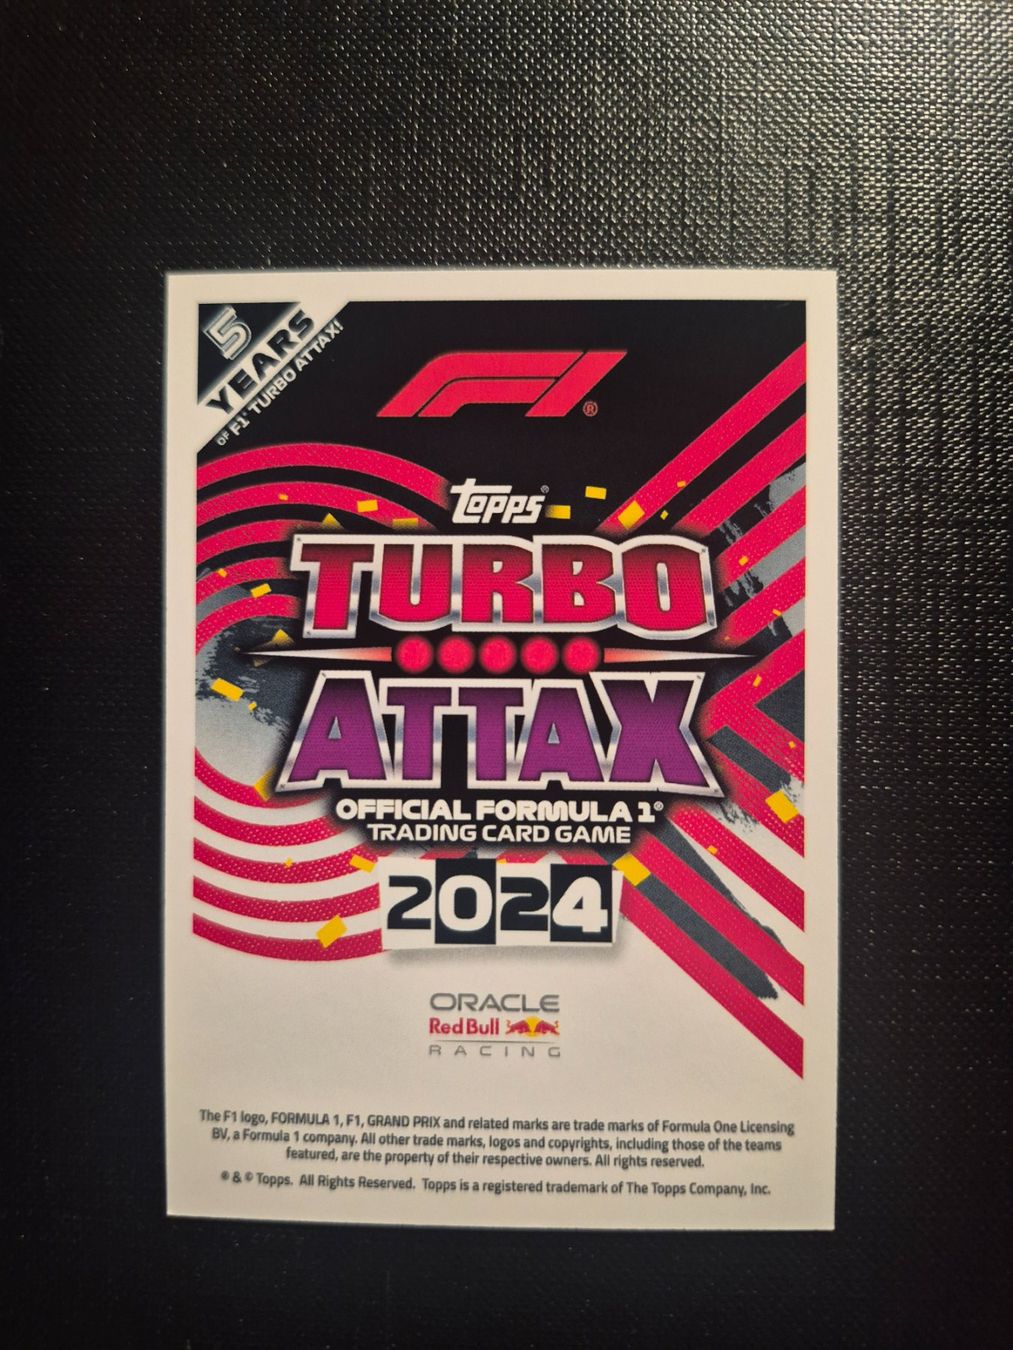 5
YEARS
OF F1® TURBO ATTAX!
F1®
Topps®
TURBO
ATTAX
OFFICIAL FORMULA 1®
TRADING CARD GAME
2024
ORACLE
Red Bull
RACING
The F1 logo, FORMULA 1, F1, GRAND PRIX and related marks are trade marks of Formula One Licensing
BV, a Formula 1 company. All other trade marks, logos and copyrights, including those of the teams
featured, are the property of their respective owners. All rights reserved.
® & © Topps. All Rights Reserved. Topps is a registered trademark of The Topps Company, Inc.